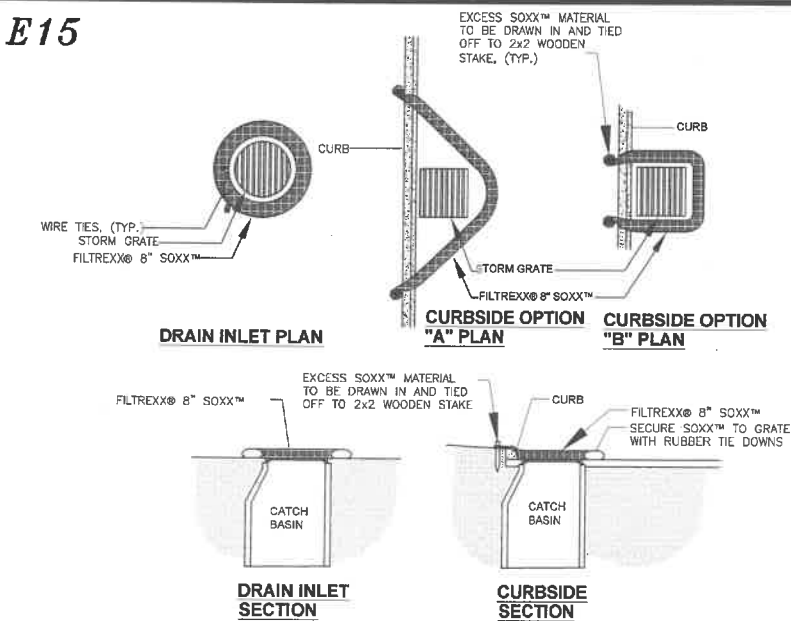 E15
EXCESS SOXX™ MATERIAL
TO BE DRAWN IN AND TIED
OFF TO 2x2 WOODEN
STAKE, (TYP.)
CURB
CURB
WIRE TIES, (TYP.)
STORM GRATE
FILTREXX® 8" SOXX™
STORM GRATE
FILTREXX® 8" SOXX™
DRAIN INLET PLAN
CURBSIDE OPTION
"A" PLAN
CURBSIDE OPTION
"B" PLAN
FILTREXX® 8" SOXX™
EXCESS SOXX™ MATERIAL
TO BE DRAWN IN AND TIED
OFF TO 2x2 WOODEN STAKE
CURB
FILTREXX® 8" SOXX™
SECURE SOXX™ TO GRATE
WITH RUBBER TIE DOWNS
CATCH
BASIN
CATCH
BASIN
DRAIN INLET
SECTION
CURBSIDE
SECTION